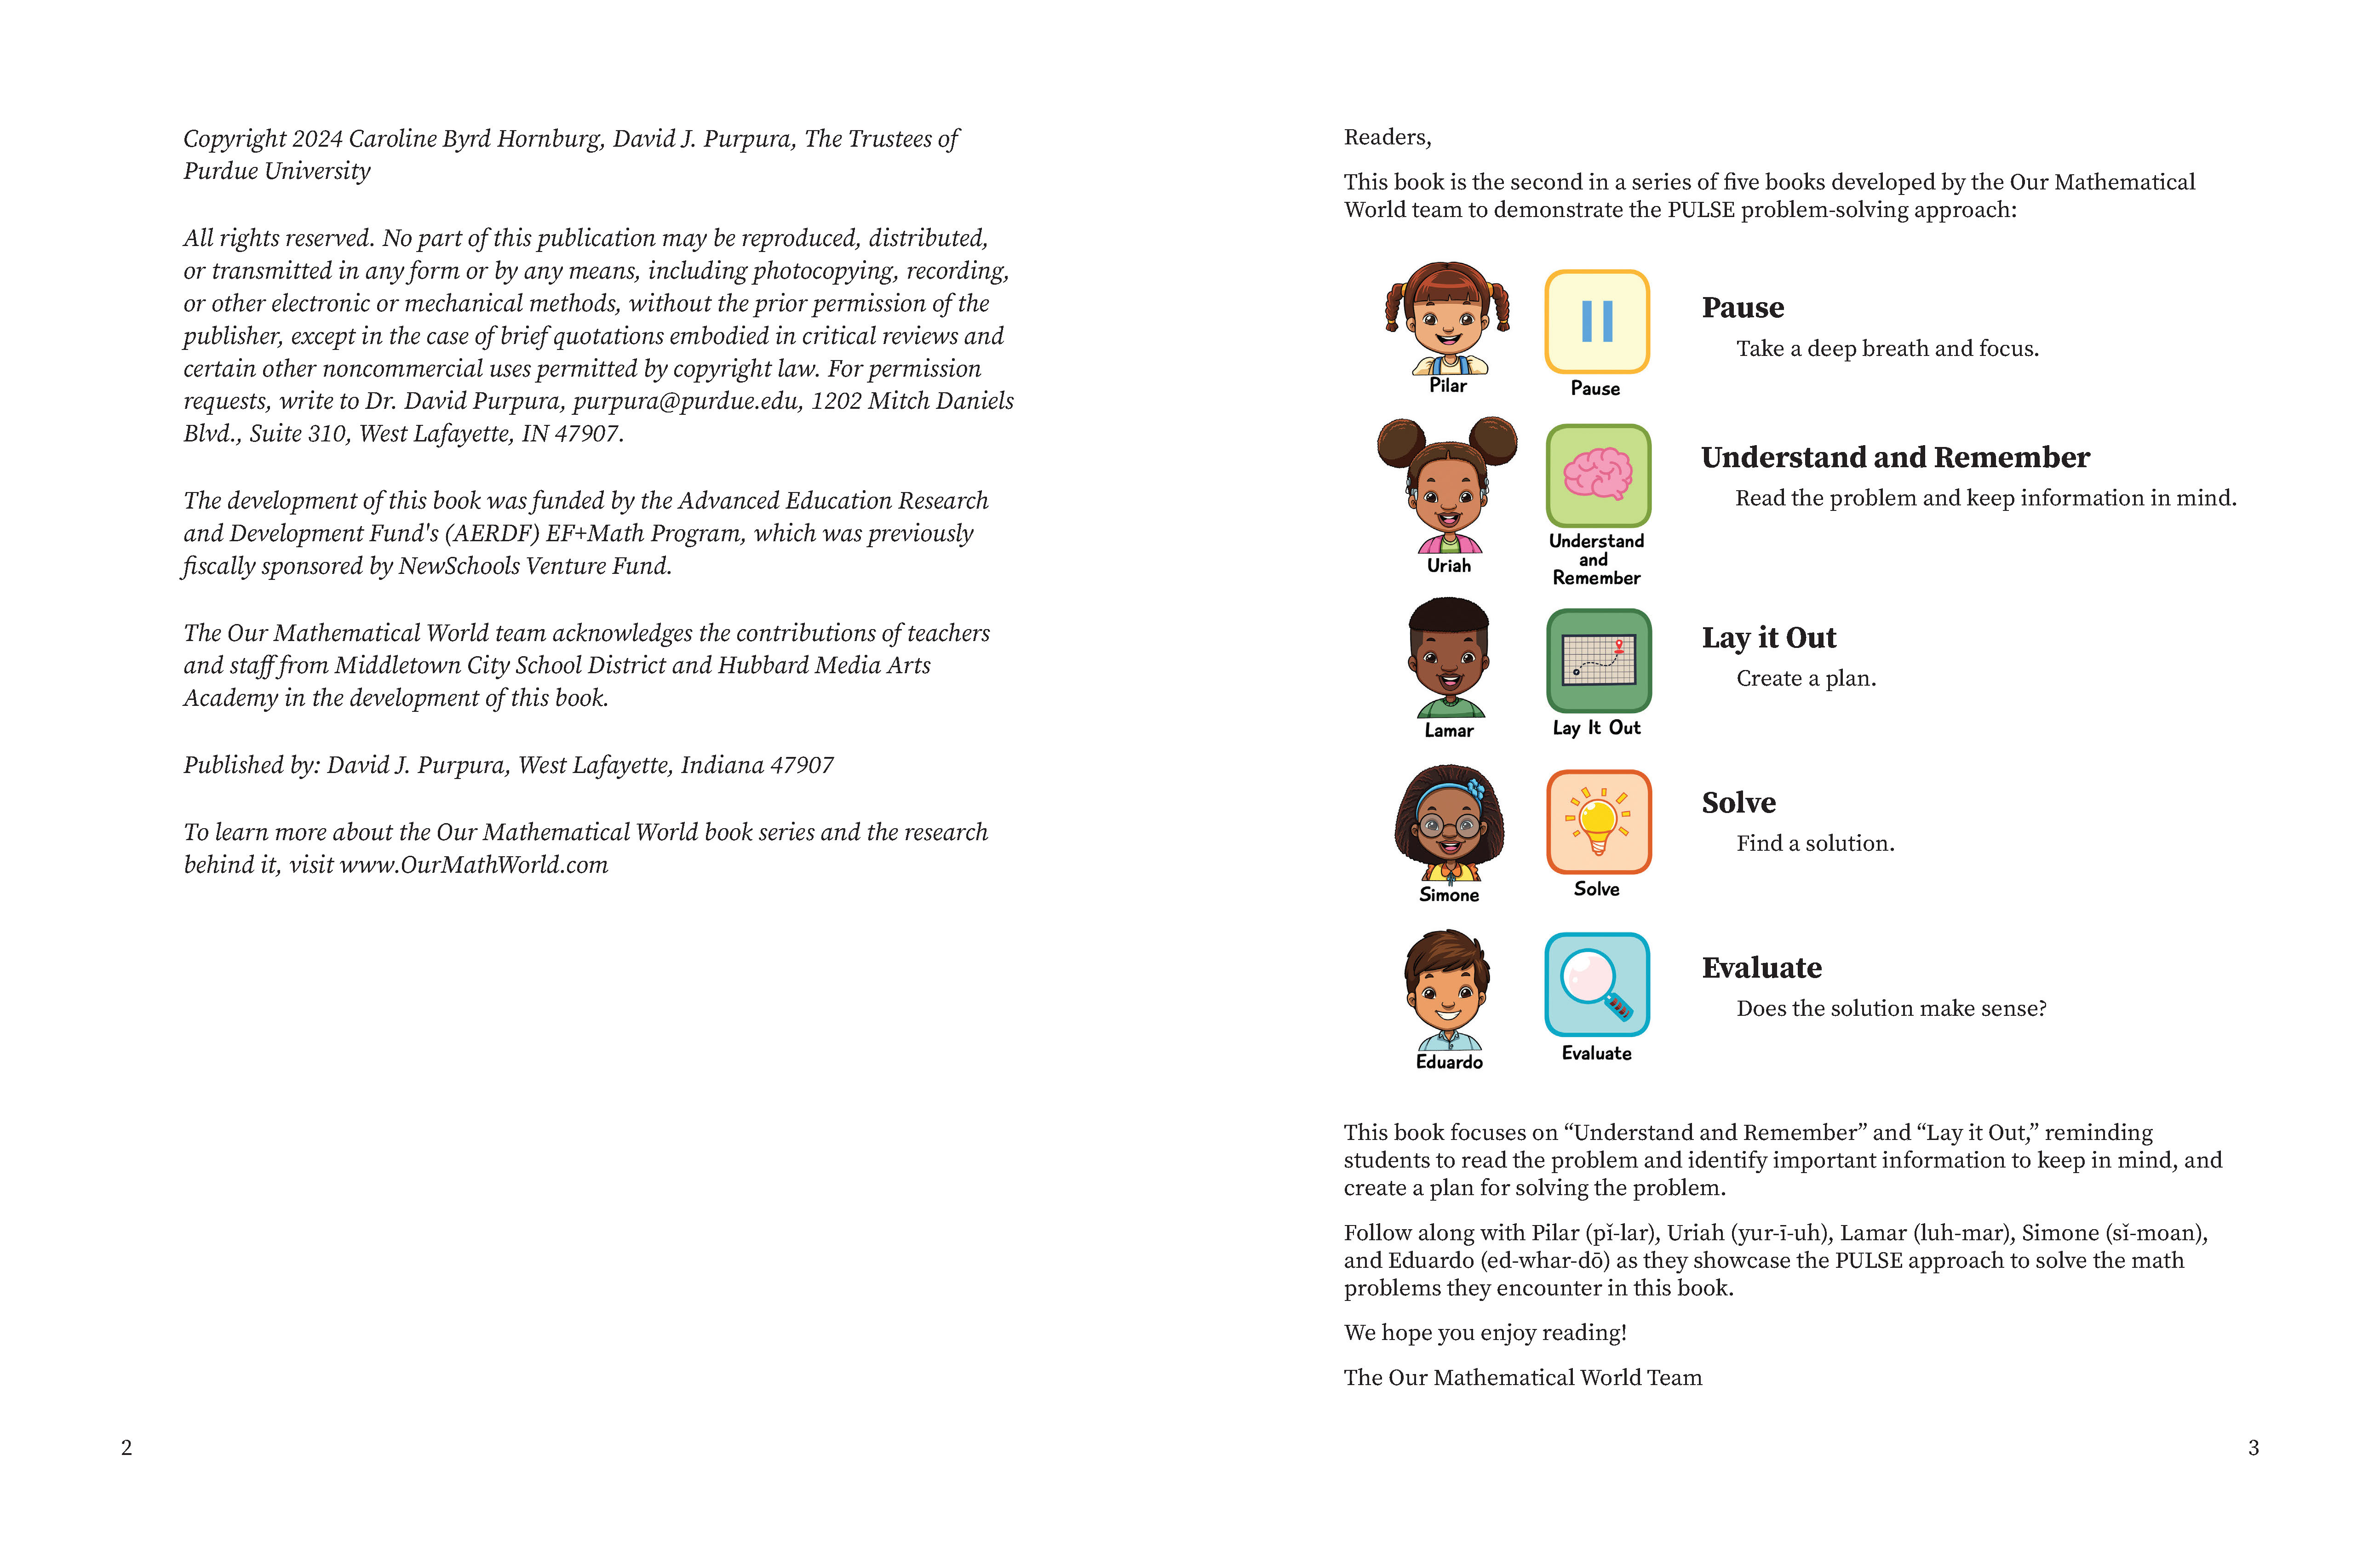 Copyright 2024 Caroline Byrd Hornburg, David J. Purpura, The Trustees of
Purdue University
All rights reserved. No part of this publication may be reproduced, distributed,
or transmitted in any form or by any means, including photocopying, recording,
or other electronic or mechanical methods, without the prior permission of the
publisher, except in the case of brief quotations embodied in critical reviews and
certain other noncommercial uses permitted by copyright law. For permission
requests, write to Dr. David Purpura, purpura@purdue.edu, 1202 Mitch Daniels
Blvd., Suite 310, West Lafayette, IN 47907.
The development of this book was funded by the Advanced Education Research
and Development Fund's (AERDF) EF+Math Program, which was previously
fiscally sponsored by NewSchools Venture Fund.
The Our Mathematical World team acknowledges the contributions of teachers
and staff from Middletown City School District and Hubbard Media Arts
Academy in the development of this book.
Published by: David J. Purpura, West Lafayette, Indiana 47907
To learn more about the Our Mathematical World book series and the research
behind it, visit www.OurMathWorld.com
2
Readers,
This book is the second in a series of five books developed by the Our Mathematical
World team to demonstrate the PULSE problem-solving approach:
Pilar
Pause
Pause
Take a deep breath and focus.
Uriah
Understand
and
Remember
Understand and Remember
Read the problem and keep information in mind.
Lamar
Lay It Out
Lay it Out
Create a plan.
Simone
Solve
Solve
Find a solution.
Eduardo
Evaluate
Evaluate
Does the solution make sense?
This book focuses on “Understand and Remember” and “Lay it Out,” reminding
students to read the problem and identify important information to keep in mind, and
create a plan for solving the problem.
Follow along with Pilar (pĭ-lar), Uriah (yur-ī-uh), Lamar (luh-mar), Simone (sĭ-moan),
and Eduardo (ed-whar-dō) as they showcase the PULSE approach to solve the math
problems they encounter in this book.
We hope you enjoy reading!
The Our Mathematical World Team
3